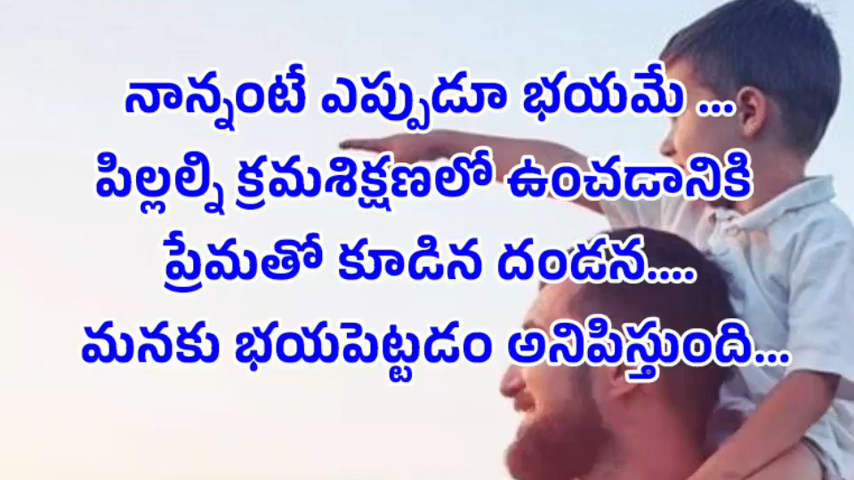 నాన్నంటే ఎప్పుడూ భయమే ...
పిల్లల్ని క్రమశిక్షణలో ఉంచడానికి
ప్రేమతో కూడిన దండన....
మనకు భయపెట్టడం అనిపిస్తుంది...